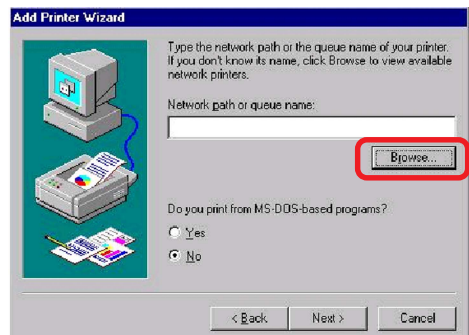 Add Printer Wizard
Type the network path or the queue name of your printer.
If you don't know its name, click Browse to view available
network printers.
Network path or queue name:
Browse...
Do you print from MS-DOS-based programs?
Yes
No
< Back
Next >
Cancel